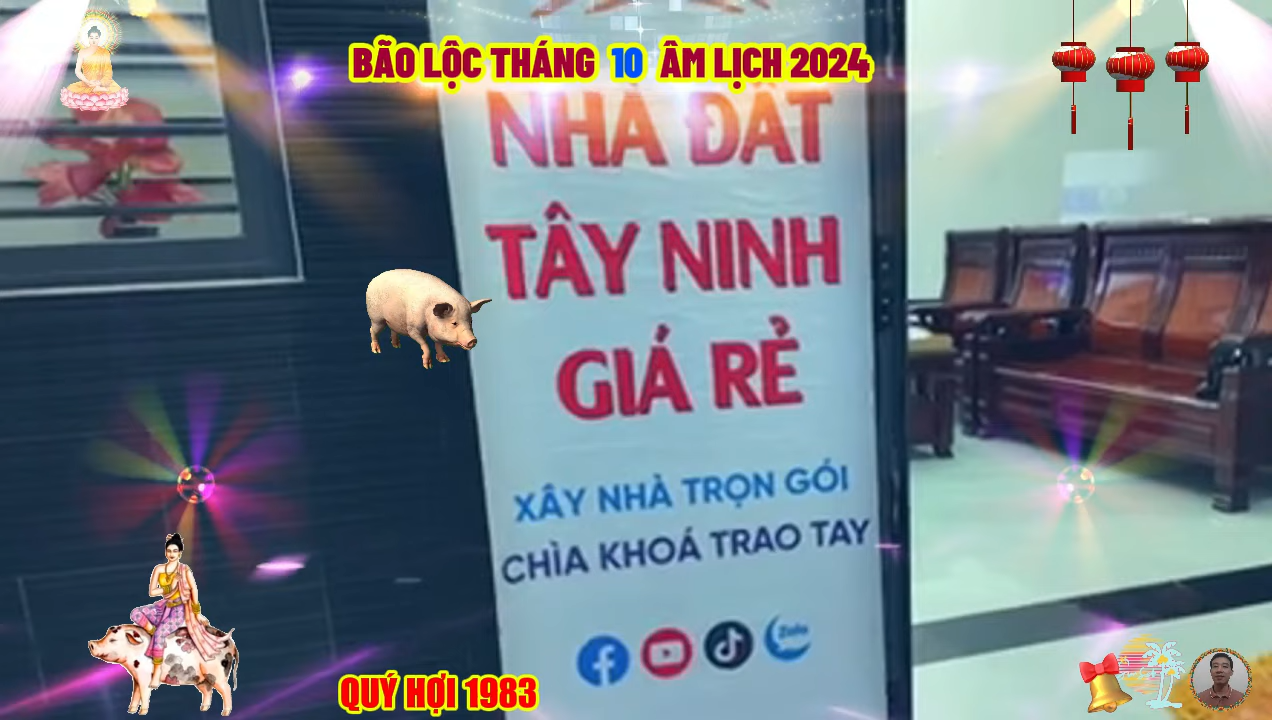 BÃO LỘC THÁNG 10 ÂM LỊCH 2024
NHÀ ĐẤT
TÂY NINH
GIÁ RẺ
XÂY NHÀ TRỌN GÓI
CHÌA KHOÁ TRAO TAY
Zalo
QUÝ HỢI 1983